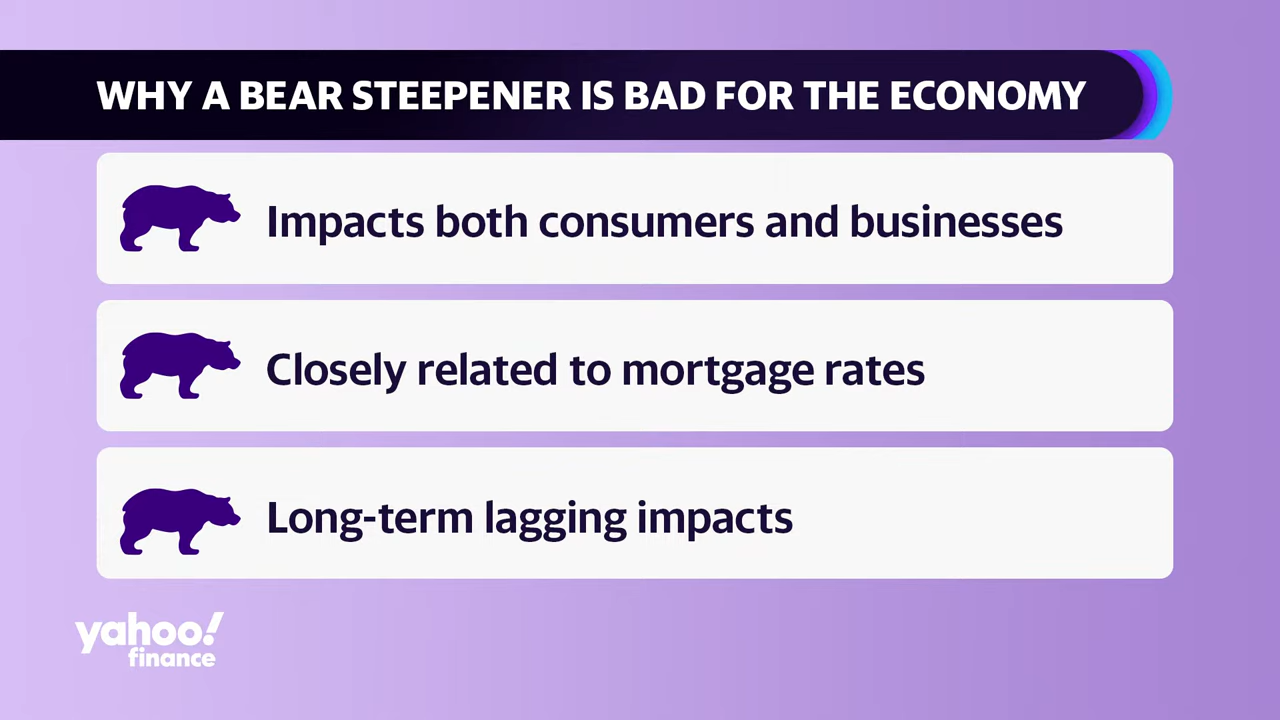 WHY A BEAR STEEPENER IS BAD FOR THE ECONOMY
Impacts both consumers and businesses
Closely related to mortgage rates
Long-term lagging impacts
yahoo!
finance